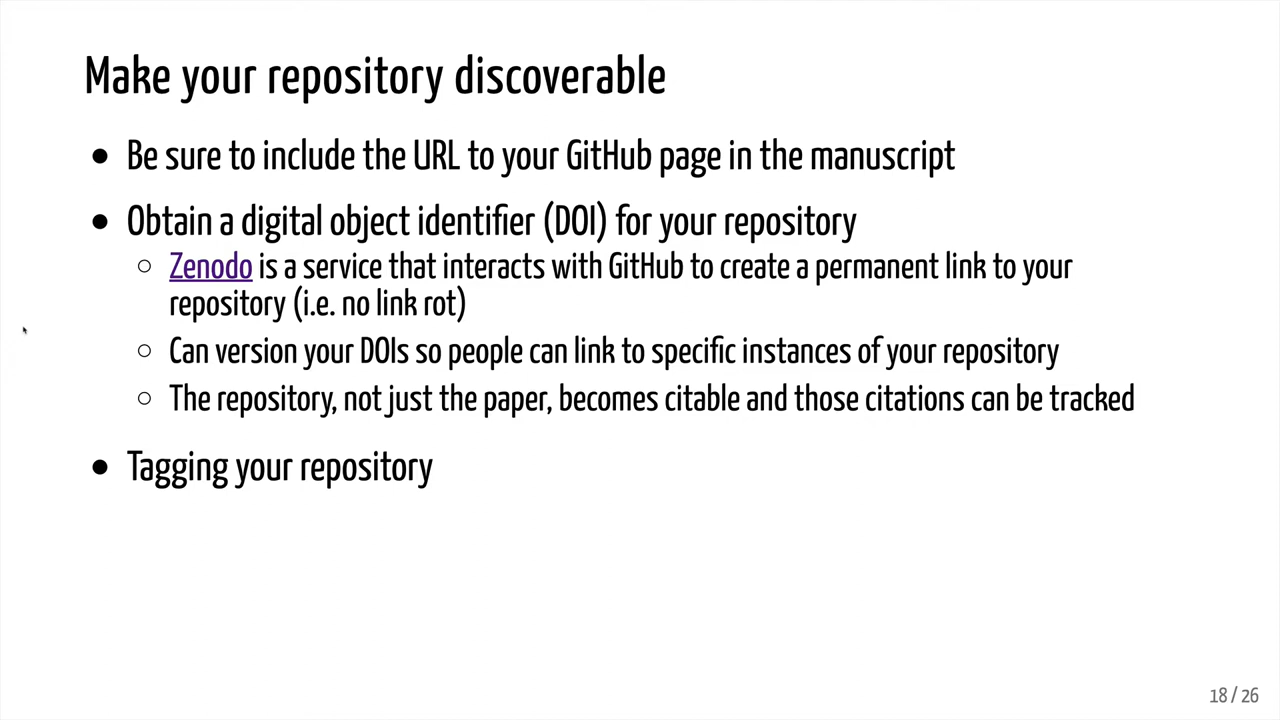 Make your repository discoverable
Be sure to include the URL to your GitHub page in the manuscript
Obtain a digital object identifier (DOI) for your repository
Zenodo is a service that interacts with GitHub to create a permanent link to your
repository (i.e. no link rot)
Can version your DOIs so people can link to specific instances of your repository
The repository, not just the paper, becomes citable and those citations can be tracked
Tagging your repository
18 / 26